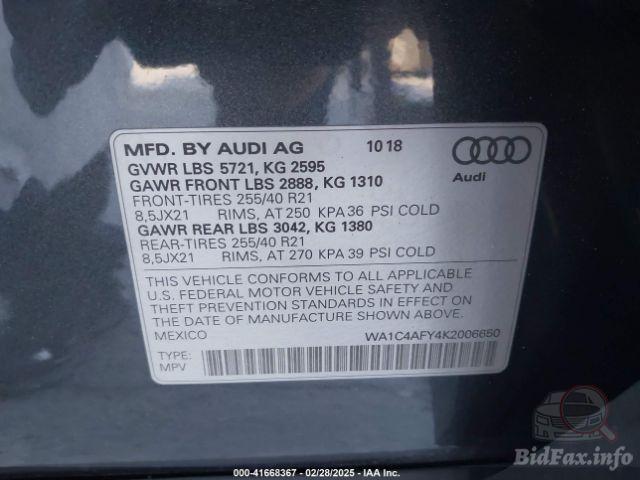 MFD. BY AUDI AG 10 18
GVWR LBS 5721, KG 2595
GAWR FRONT LBS 2888, KG 1310
Audi
FRONT-TIRES 255/40 R21
8,5JX21 RIMS, AT 250 KPA 36 PSI COLD
GAWR REAR LBS 3042, KG 1380
REAR-TIRES 255/40 R21
8,5JX21 RIMS, AT 270 KPA 39 PSI COLD
THIS VEHICLE CONFORMS TO ALL APPLICABLE
U.S. FEDERAL MOTOR VEHICLE SAFETY AND
THEFT PREVENTION STANDARDS IN EFFECT ON
THE DATE OF MANUFACTURE SHOWN ABOVE.
MEXICO WA1C4AFY4K2006650
TYPE:
MPV
BidFax.info
000-41668367 - 02/28/2025 - IAA Inc.